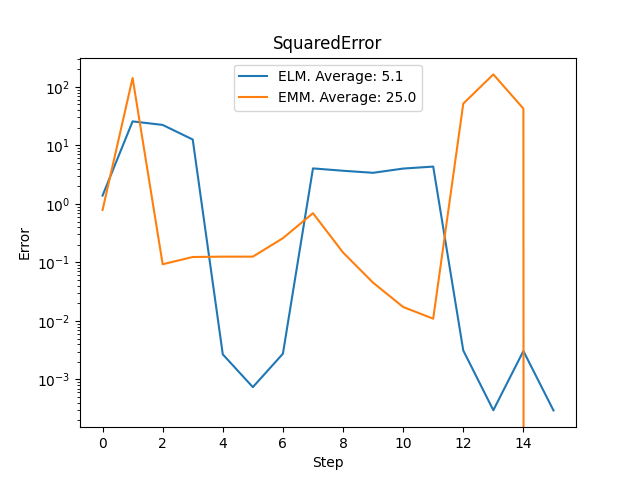 SquaredError
ELM. Average: 5.1
EMM. Average: 25.0
Error
10²
10¹
10⁰
10⁻¹
10⁻²
10⁻³
0 2 4 6 8 10 12 14
Step